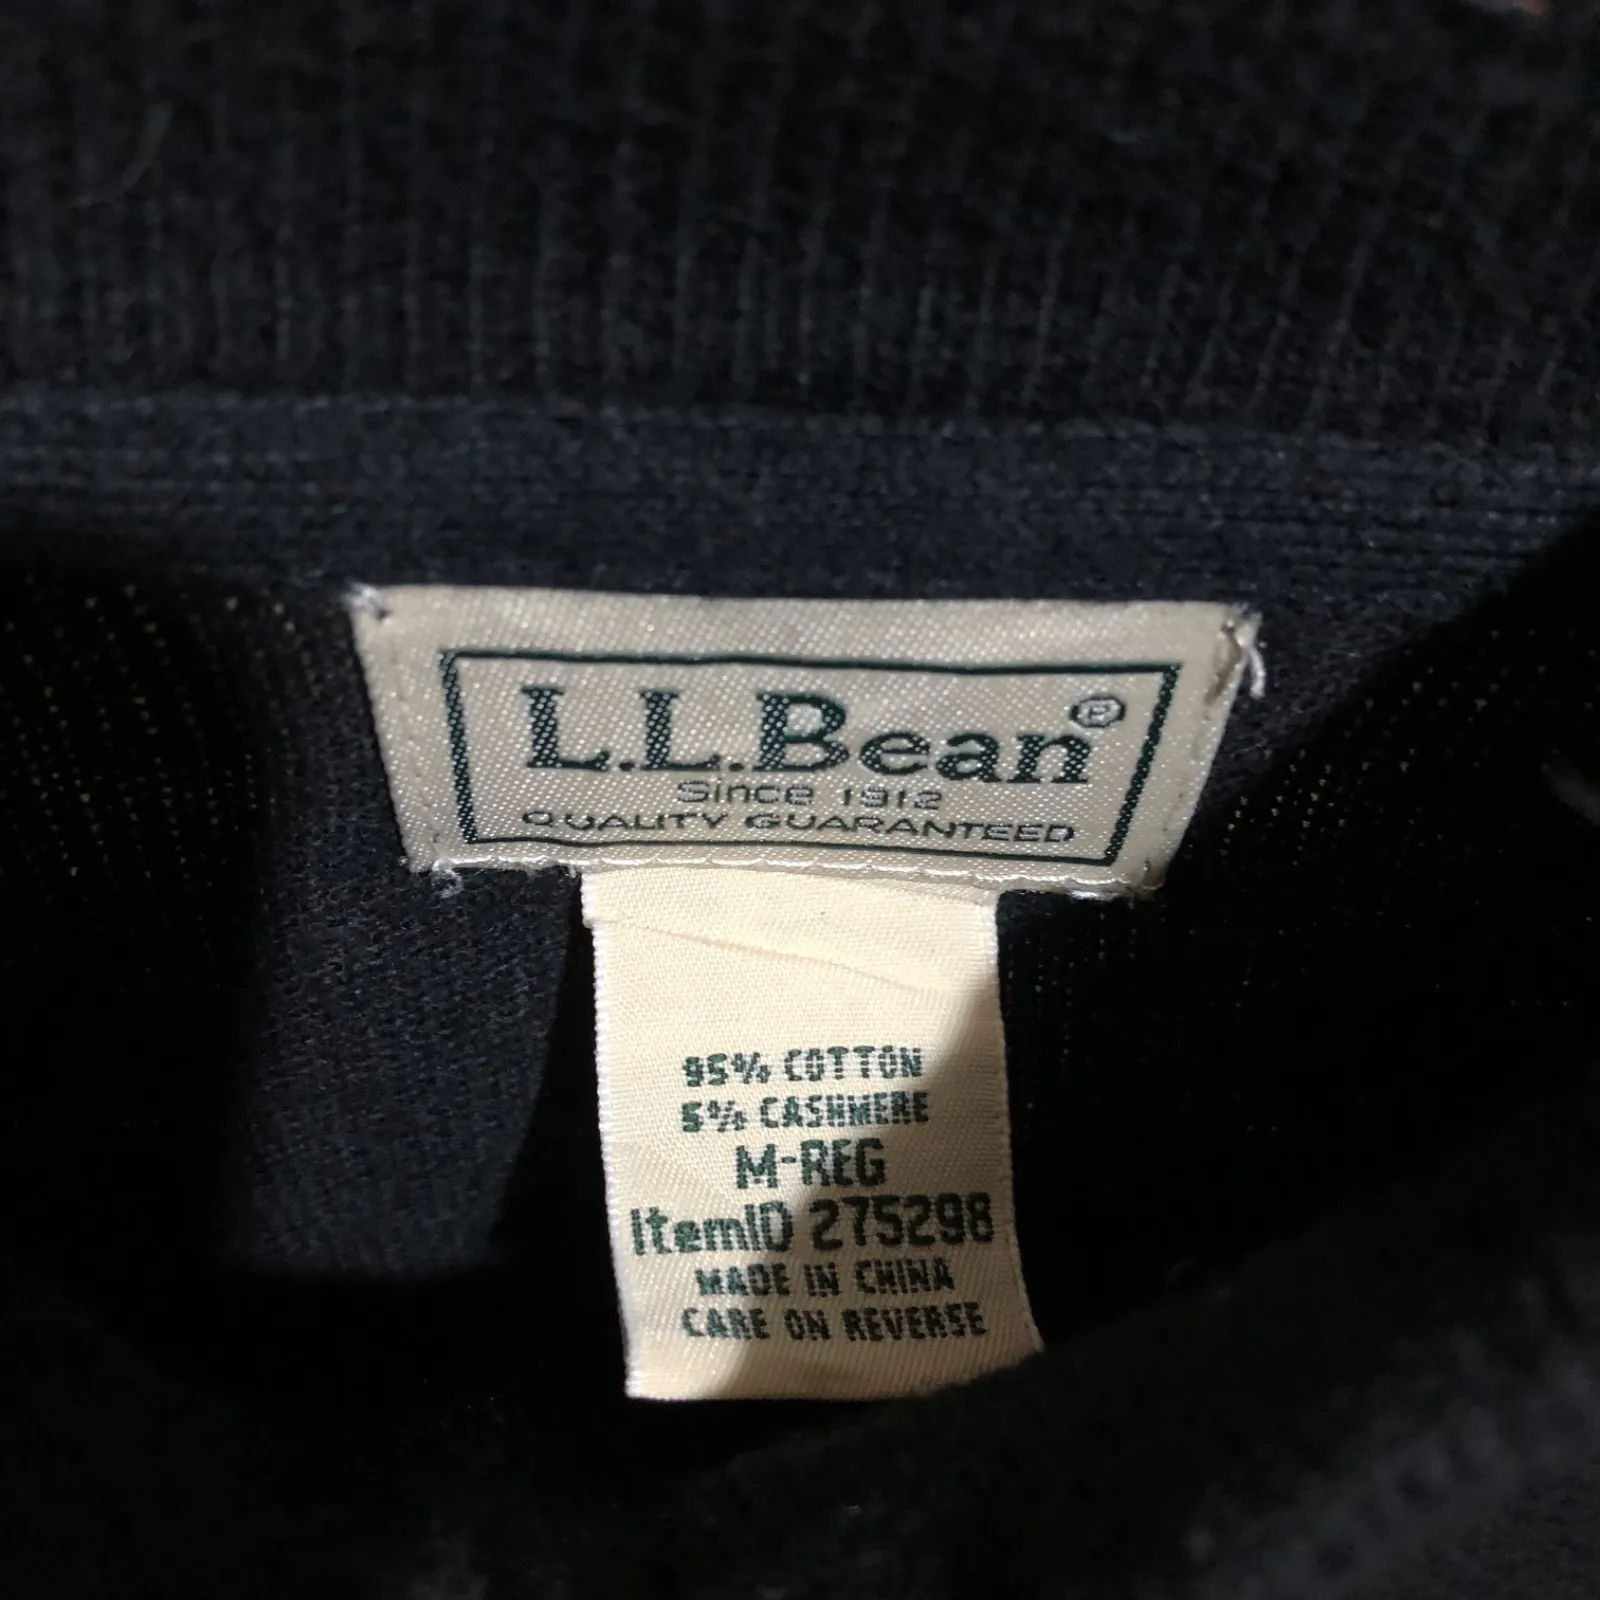 L.L.Bean®
Since 1912
QUALITY GUARANTEED
95% COTTON
5% CASHMERE
M-REG
ItemID 275298
MADE IN CHINA
CARE ON REVERSE